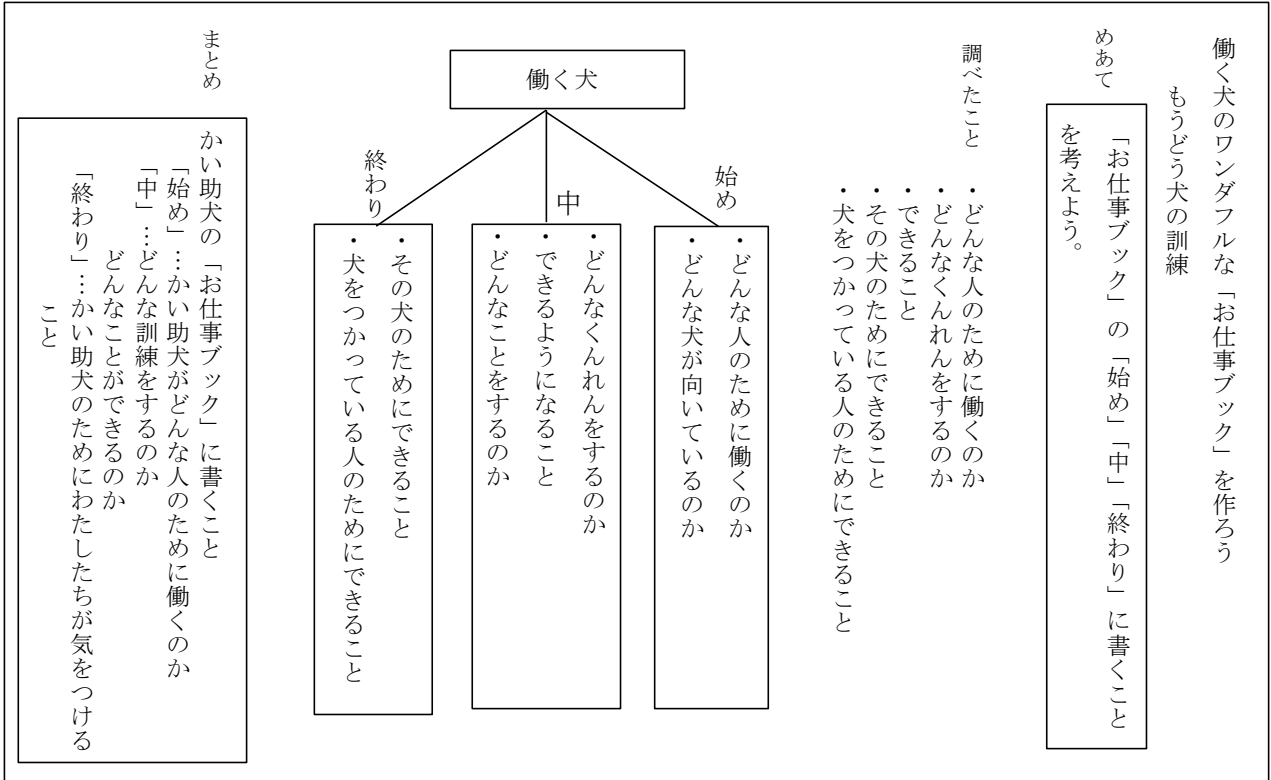 働く犬のワンダフルな「お仕事ブック」を作ろう
もうどう犬の訓練
めあて
「お仕事ブック」の「始め」「中」「終わり」に書くこと
を考えよう。
調べたこと
・どんな人のために働くのか
・どんなくんれんをするのか
・できること
・その犬のためにできること
・犬をつかっている人のためにできること
働く犬
始め
・どんな人のために働くのか
・どんな犬が向いているのか
中
・どんなくんれんをするのか
・できるようになること
・どんなことをするのか
終わり
・その犬のためにできること
・犬をつかっている人のためにできること
まとめ
かい助犬の「お仕事ブック」に書くこと
「始め」…かい助犬がどんな人のために働くのか
「中」…どんな訓練をするのか
どんなことができるのか
「終わり」…かい助犬のためにわたしたちが気をつける
こと